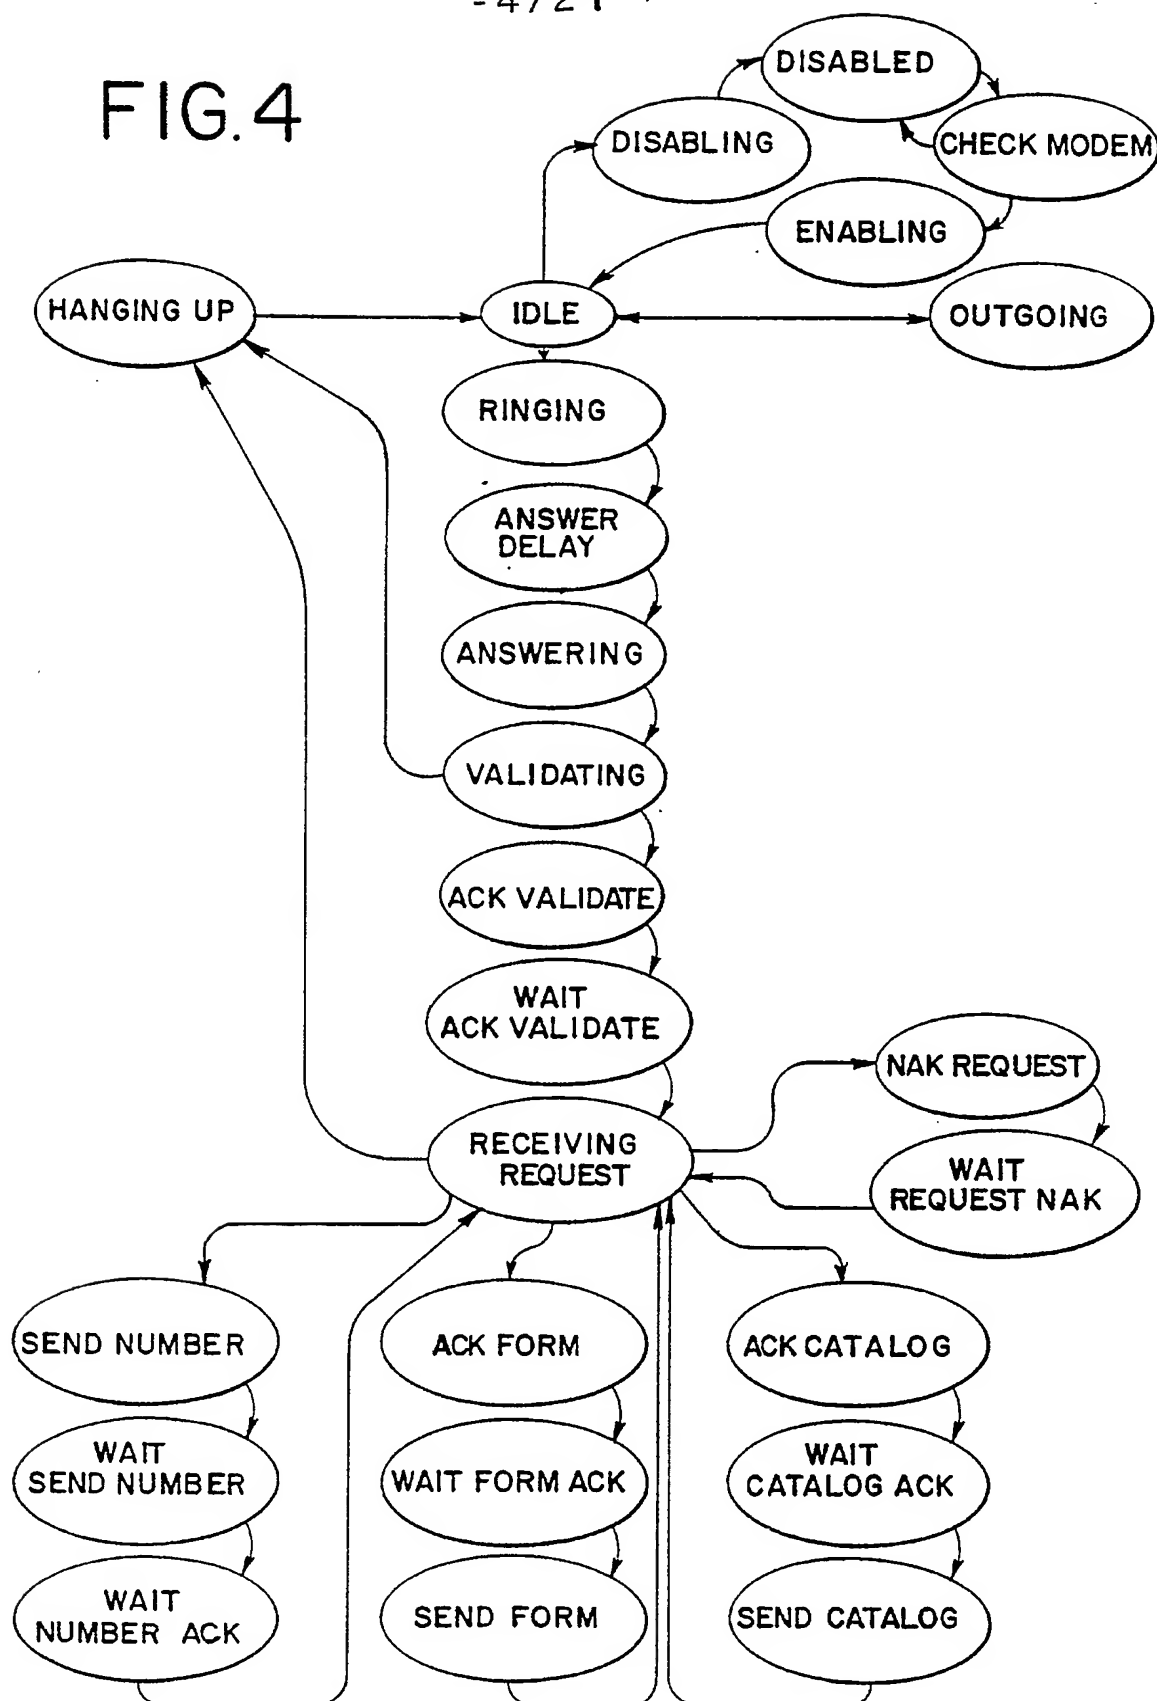 FIG. 4
DISABLED
DISABLING
CHECK MODEM
ENABLING
HANGING UP
IDLE
OUTGOING
RINGING
ANSWER
DELAY
ANSWERING
VALIDATING
ACK VALIDATE
WAIT
ACK VALIDATE
NAK REQUEST
RECEIVING
REQUEST
WAIT
REQUEST NAK
SEND NUMBER
ACK FORM
ACK CATALOG
WAIT
SEND NUMBER
WAIT FORM ACK
WAIT
CATALOG ACK
WAIT
NUMBER ACK
SEND FORM
SEND CATALOG